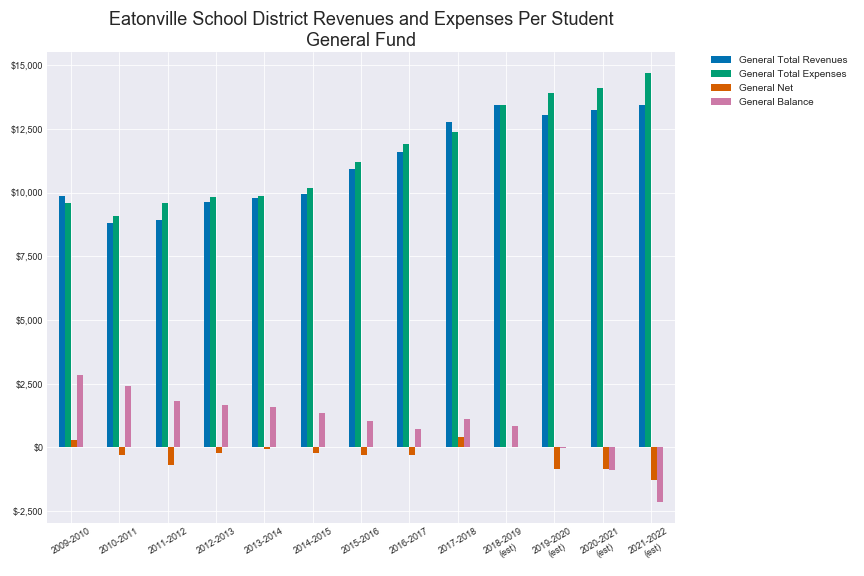 Eatonville School District Revenues and Expenses Per Student
General Fund
General Total Revenues
General Total Expenses
General Net
General Balance
$15,000
$12,500
$10,000
$7,500
$5,000
$2,500
$0
$-2,500
2009-2010
2010-2011
2011-2012
2012-2013
2013-2014
2014-2015
2015-2016
2016-2017
2017-2018
2018-2019
(est)
2019-2020
(est)
2020-2021
(est)
2021-2022
(est)